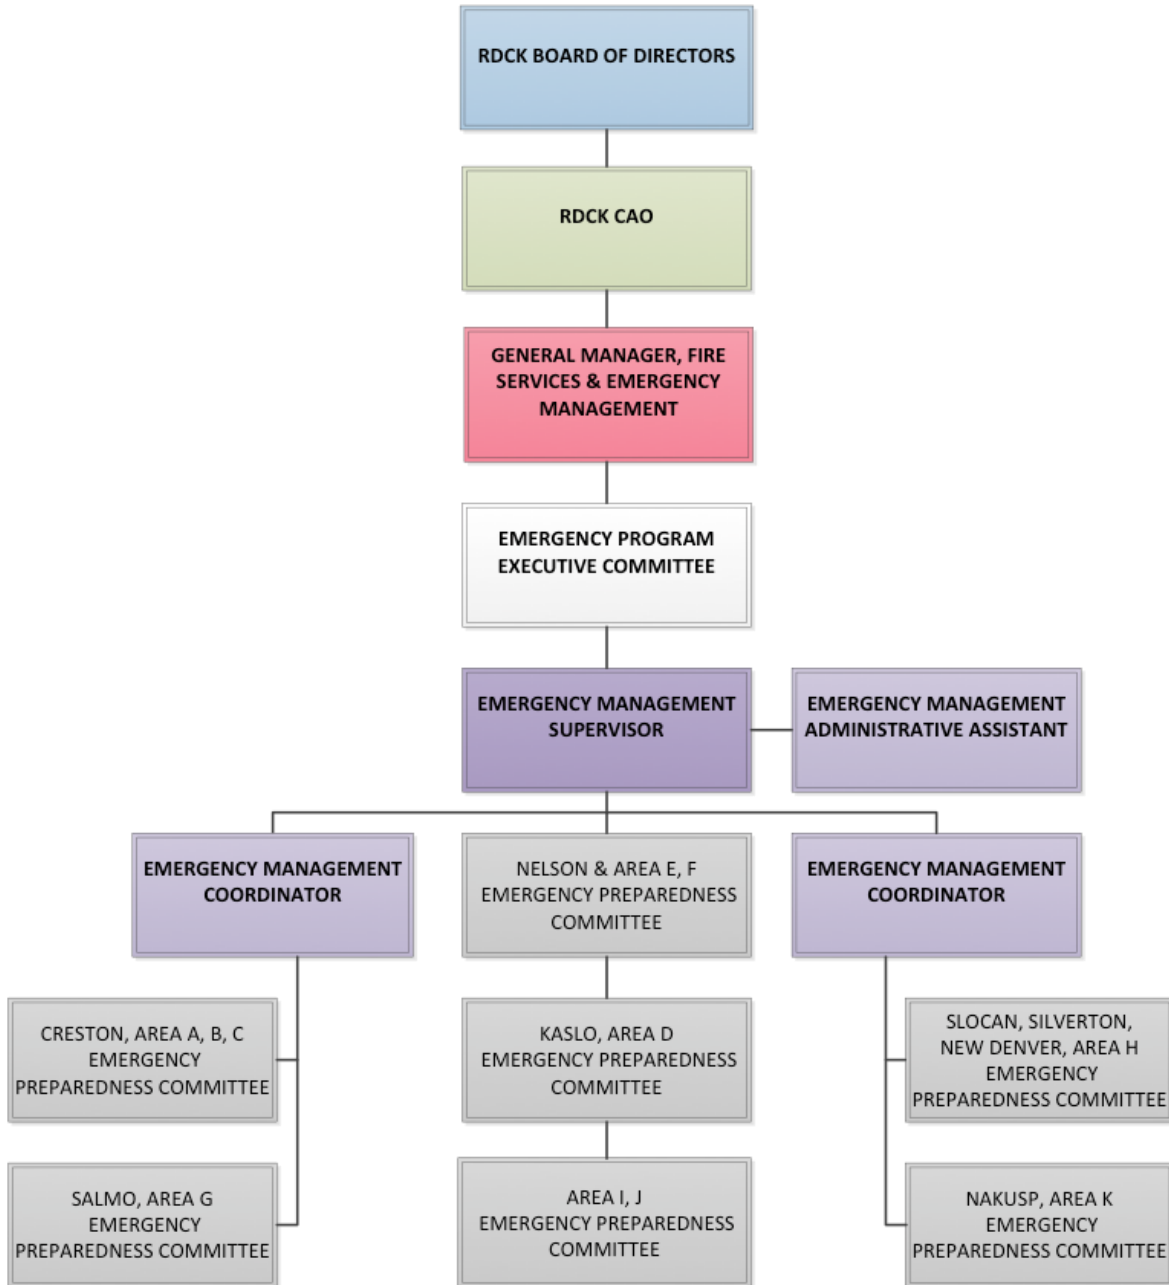 RDCK BOARD OF DIRECTORS
RDCK CAO
GENERAL MANAGER, FIRE
SERVICES & EMERGENCY
MANAGEMENT
EMERGENCY PROGRAM
EXECUTIVE COMMITTEE
EMERGENCY MANAGEMENT
SUPERVISOR
EMERGENCY MANAGEMENT
ADMINISTRATIVE ASSISTANT
EMERGENCY MANAGEMENT
COORDINATOR
NELSON & AREA E, F
EMERGENCY PREPAREDNESS
COMMITTEE
EMERGENCY MANAGEMENT
COORDINATOR
CRESTON, AREA A, B, C
EMERGENCY
PREPAREDNESS COMMITTEE
KASLO, AREA D
EMERGENCY PREPAREDNESS
COMMITTEE
SLOCAN, SILVERTON,
NEW DENVER, AREA H
EMERGENCY
PREPAREDNESS COMMITTEE
SALMO, AREA G
EMERGENCY
PREPAREDNESS COMMITTEE
AREA I, J
EMERGENCY PREPAREDNESS
COMMITTEE
NAKUSP, AREA K
EMERGENCY
PREPAREDNESS COMMITTEE